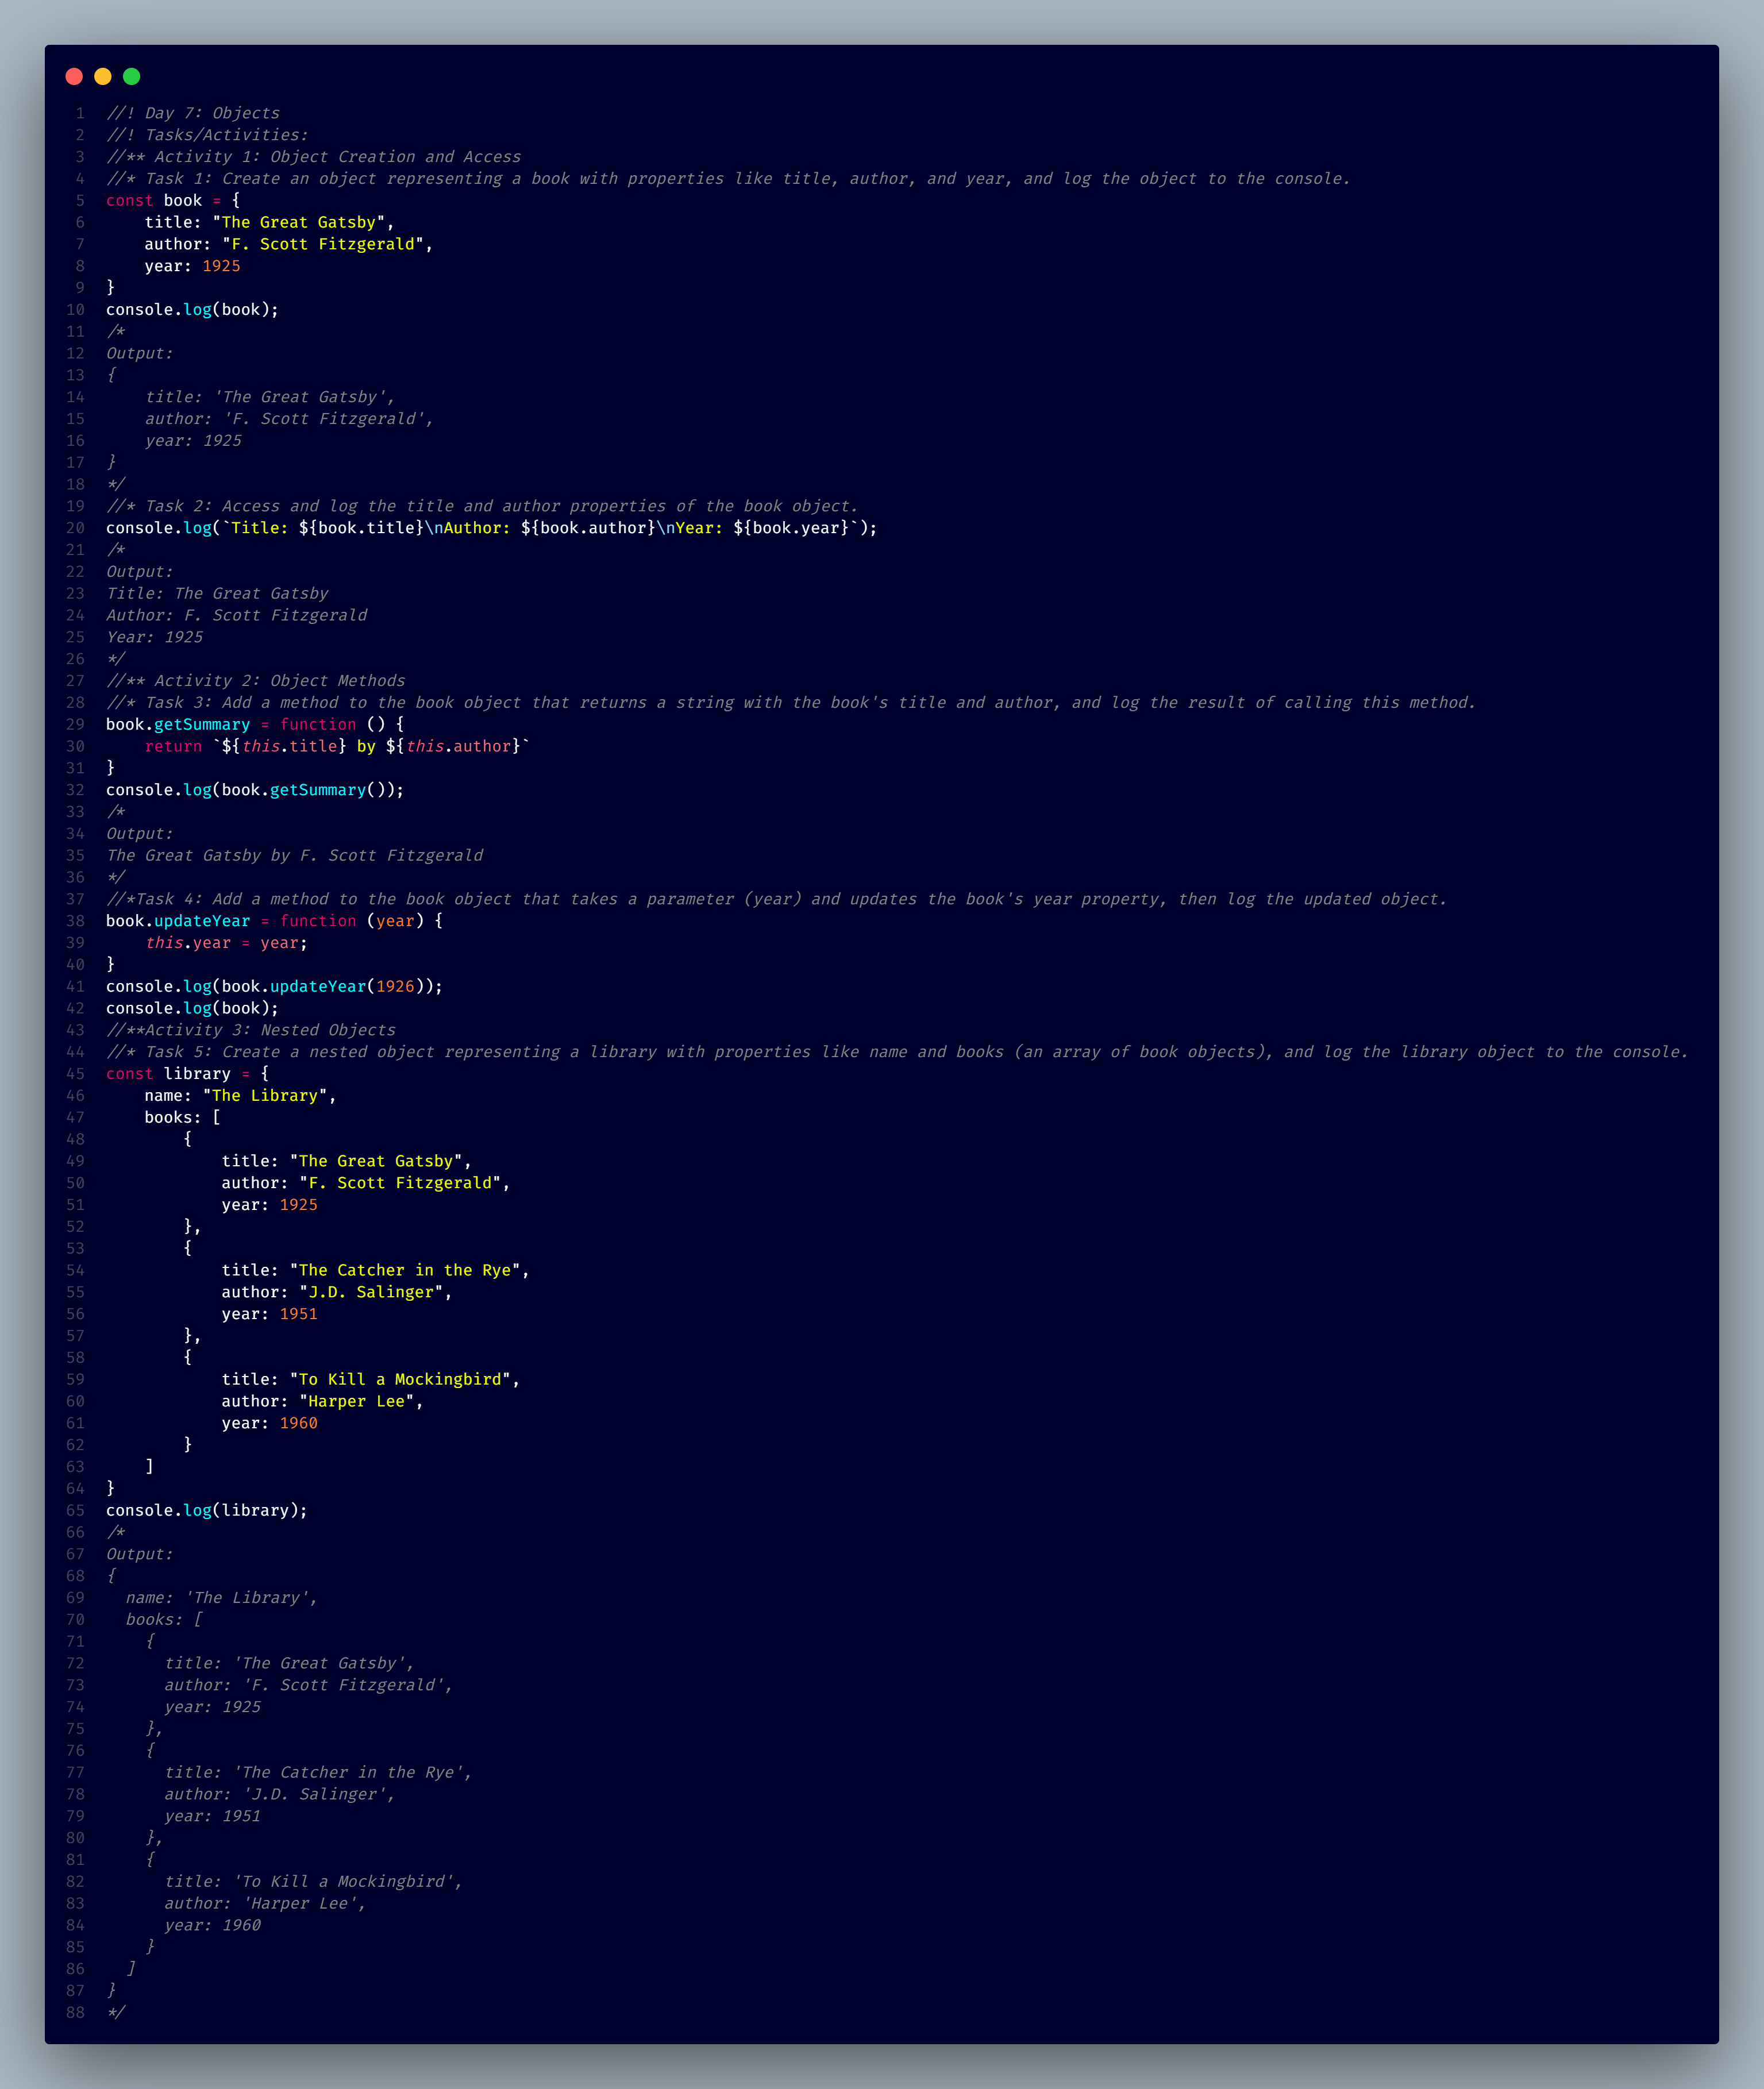 1 //! Day 7: Objects
2 //! Tasks/Activities:
3 //** Activity 1: Object Creation and Access
4 //* Task 1: Create an object representing a book with properties like title, author, and year, and log the object to the console.
5 const book = {
6     title: "The Great Gatsby",
7     author: "F. Scott Fitzgerald",
8     year: 1925
9 }
10 console.log(book);
11 /*
12 Output:
13 {
14     title: 'The Great Gatsby',
15     author: 'F. Scott Fitzgerald',
16     year: 1925
17 }
18 */
19 //* Task 2: Access and log the title and author properties of the book object.
20 console.log(`Title: ${book.title}\nAuthor: ${book.author}\nYear: ${book.year}`);
21 /*
22 Output:
23 Title: The Great Gatsby
24 Author: F. Scott Fitzgerald
25 Year: 1925
26 */
27 //** Activity 2: Object Methods
28 //* Task 3: Add a method to the book object that returns a string with the book's title and author, and log the result of calling this method.
29 book.getSummary = function () {
30     return `${this.title} by ${this.author}`
31 }
32 console.log(book.getSummary());
33 /*
34 Output:
35 The Great Gatsby by F. Scott Fitzgerald
36 */
37 //*Task 4: Add a method to the book object that takes a parameter (year) and updates the book's year property, then log the updated object.
38 book.updateYear = function (year) {
39     this.year = year;
40 }
41 console.log(book.updateYear(1926));
42 console.log(book);
43 //**Activity 3: Nested Objects
44 //* Task 5: Create a nested object representing a library with properties like name and books (an array of book objects), and log the library object to the console.
45 const library = {
46     name: "The Library",
47     books: [
48         {
49             title: "The Great Gatsby",
50             author: "F. Scott Fitzgerald",
51             year: 1925
52         },
53         {
54             title: "The Catcher in the Rye",
55             author: "J.D. Salinger",
56             year: 1951
57         },
58         {
59             title: "To Kill a Mockingbird",
60             author: "Harper Lee",
61             year: 1960
62         }
63     ]
64 }
65 console.log(library);
66 /*
67 Output:
68 {
69   name: 'The Library',
70   books: [
71     {
72       title: 'The Great Gatsby',
73       author: 'F. Scott Fitzgerald',
74       year: 1925
75     },
76     {
77       title: 'The Catcher in the Rye',
78       author: 'J.D. Salinger',
79       year: 1951
80     },
81     {
82       title: 'To Kill a Mockingbird',
83       author: 'Harper Lee',
84       year: 1960
85     }
86   ]
87 }
88 */